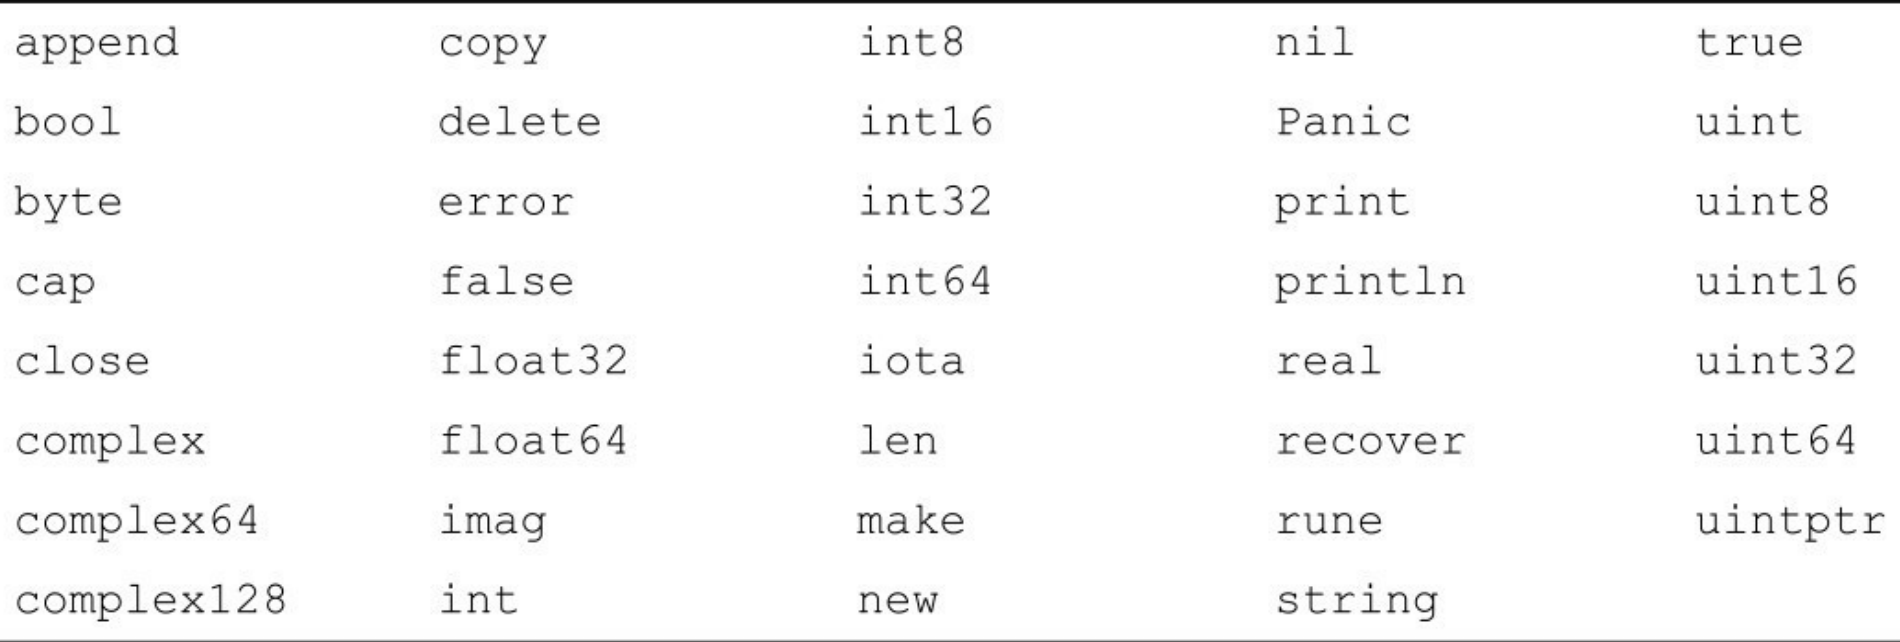 append copy int8 nil true
bool delete int16 Panic uint
byte error int32 print uint8
cap false int64 println uint16
close float32 iota real uint32
complex float64 len recover uint64
complex64 imag make rune uintptr
complex128 int new string